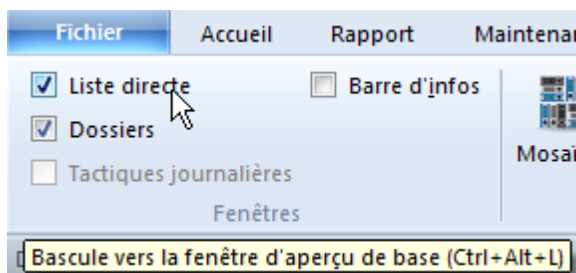 Fichier Accueil Rapport Maintenan
Liste directe Barre d'infos
Dossiers
Mosaï
Tactiques journalières
Fenêtres
Bascule vers la fenêtre d'aperçu de base (Ctrl+Alt+L)